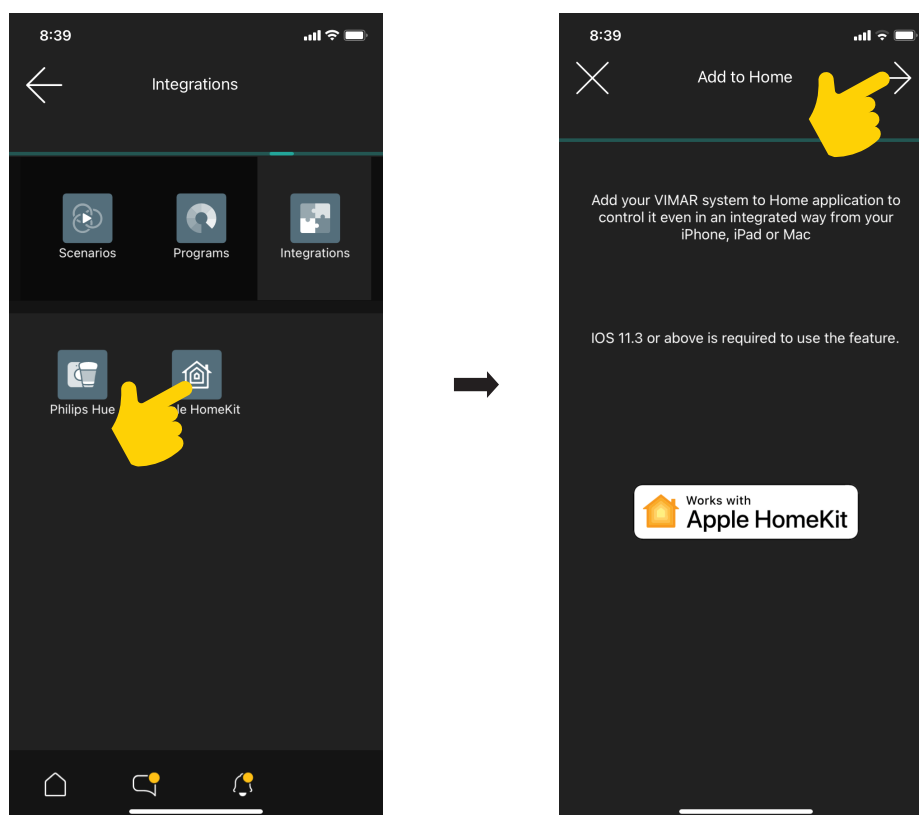 8:39
Integrations
Scenarios
Programs
Integrations
Philips Hue
le HomeKit
8:39
Add to Home
Add your VIMAR system to Home application to
control it even in an integrated way from your
iPhone, iPad or Mac
IOS 11.3 or above is required to use the feature.
Works with
Apple HomeKit